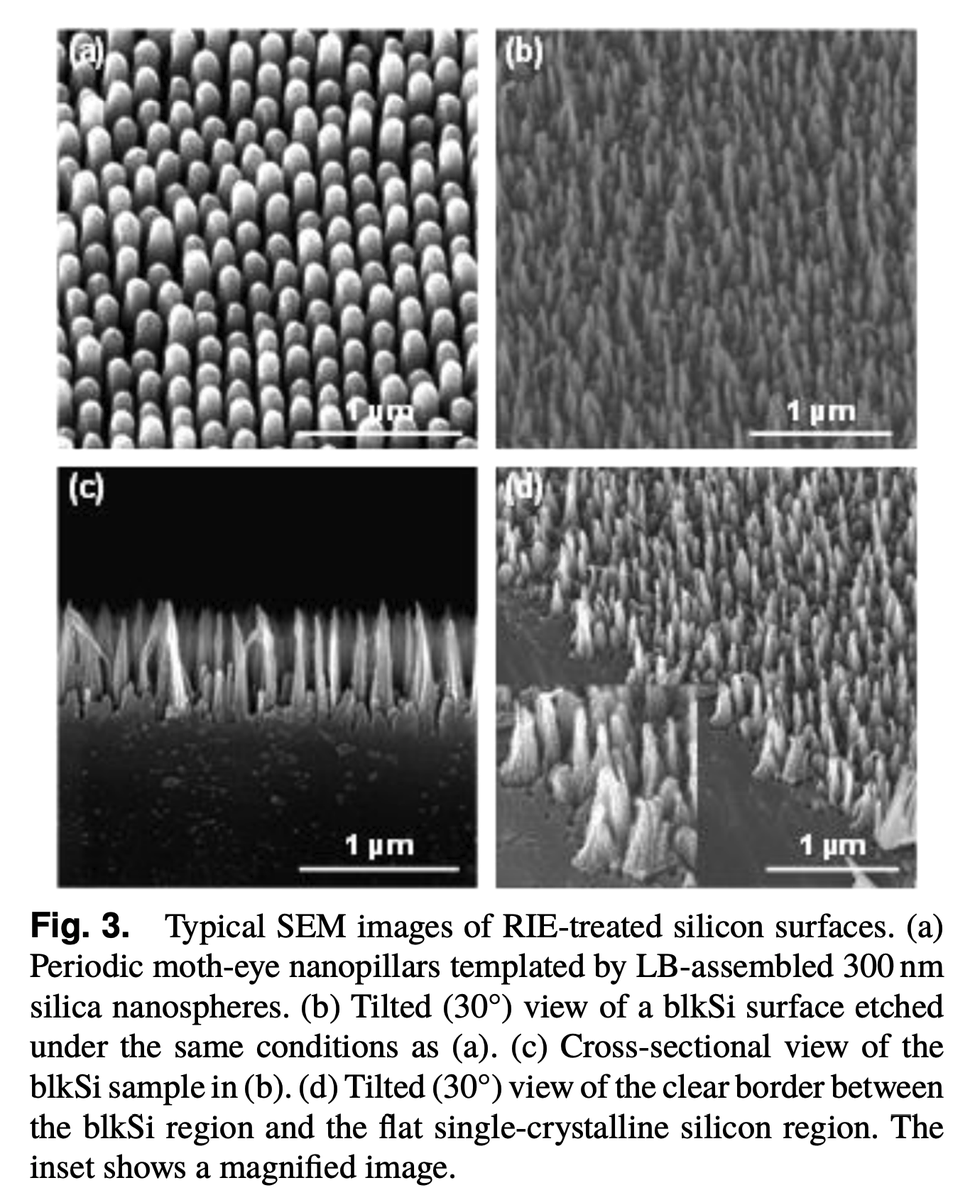 (a)
(b)
1 µm
1 µm
(c)
(d)
1 µm
1 µm
Fig. 3. Typical SEM images of RIE-treated silicon surfaces. (a)
Periodic moth-eye nanopillars templated by LB-assembled 300 nm
silica nanospheres. (b) Tilted (30°) view of a blkSi surface etched
under the same conditions as (a). (c) Cross-sectional view of the
blkSi sample in (b). (d) Tilted (30°) view of the clear border between
the blkSi region and the flat single-crystalline silicon region. The
inset shows a magnified image.